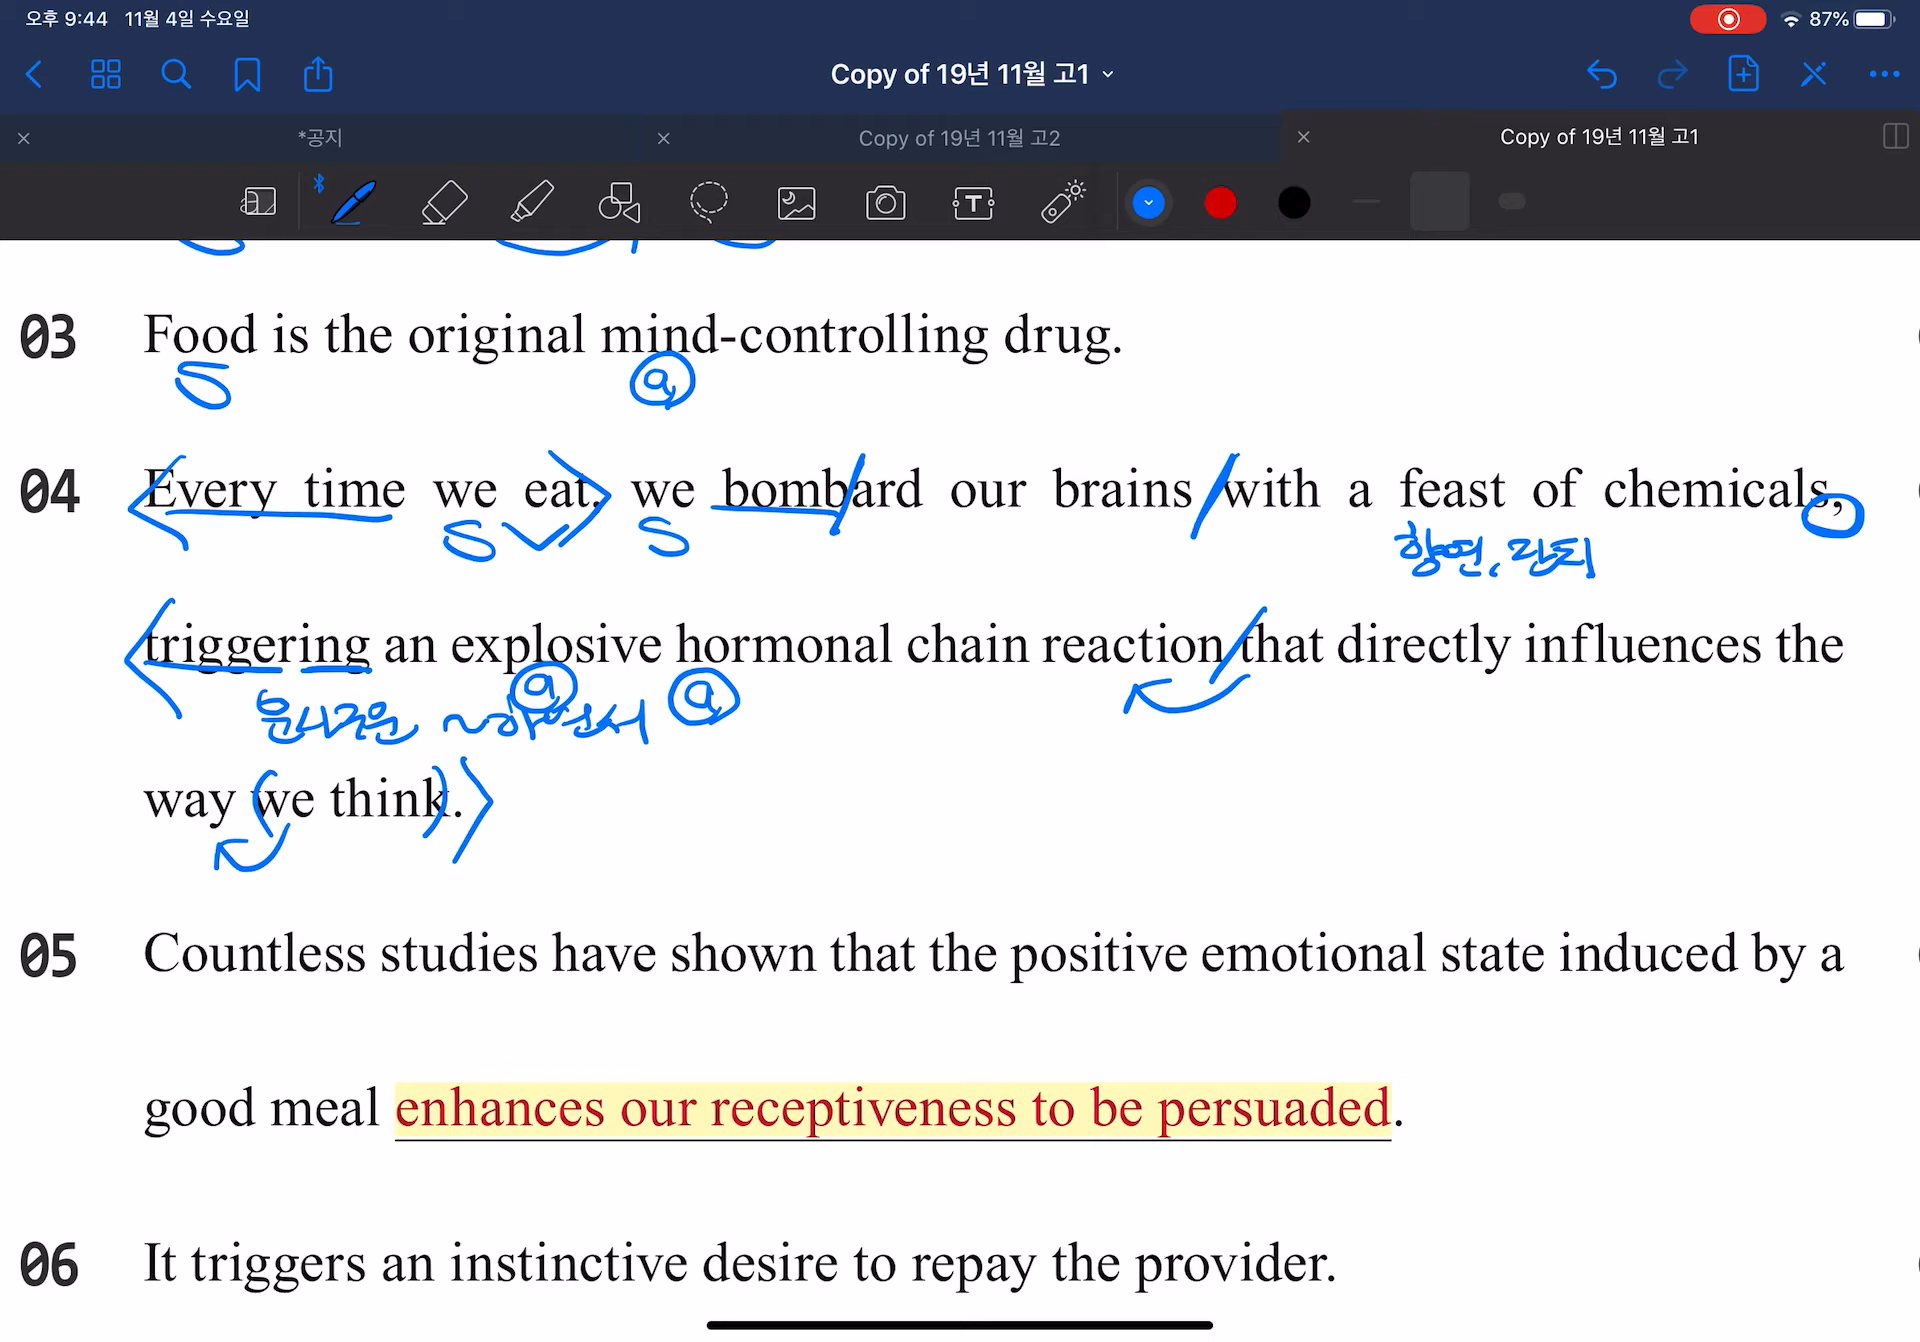 오후 9:44 11월 4일 수요일 87%
Copy of 19년 11월 고1
*공지 Copy of 19년 11월 고2 Copy of 19년 11월 고1
03 Food is the original mind-controlling drug.
S ⓐ
04 Every time we eat, we bombard our brains with a feast of chemicals,
S S 향연,
triggering an explosive hormonal chain reaction that directly influences the
ⓐ ⓐ
~하면서
way (we think).
05 Countless studies have shown that the positive emotional state induced by a
good meal enhances our receptiveness to be persuaded.
06 It triggers an instinctive desire to repay the provider.